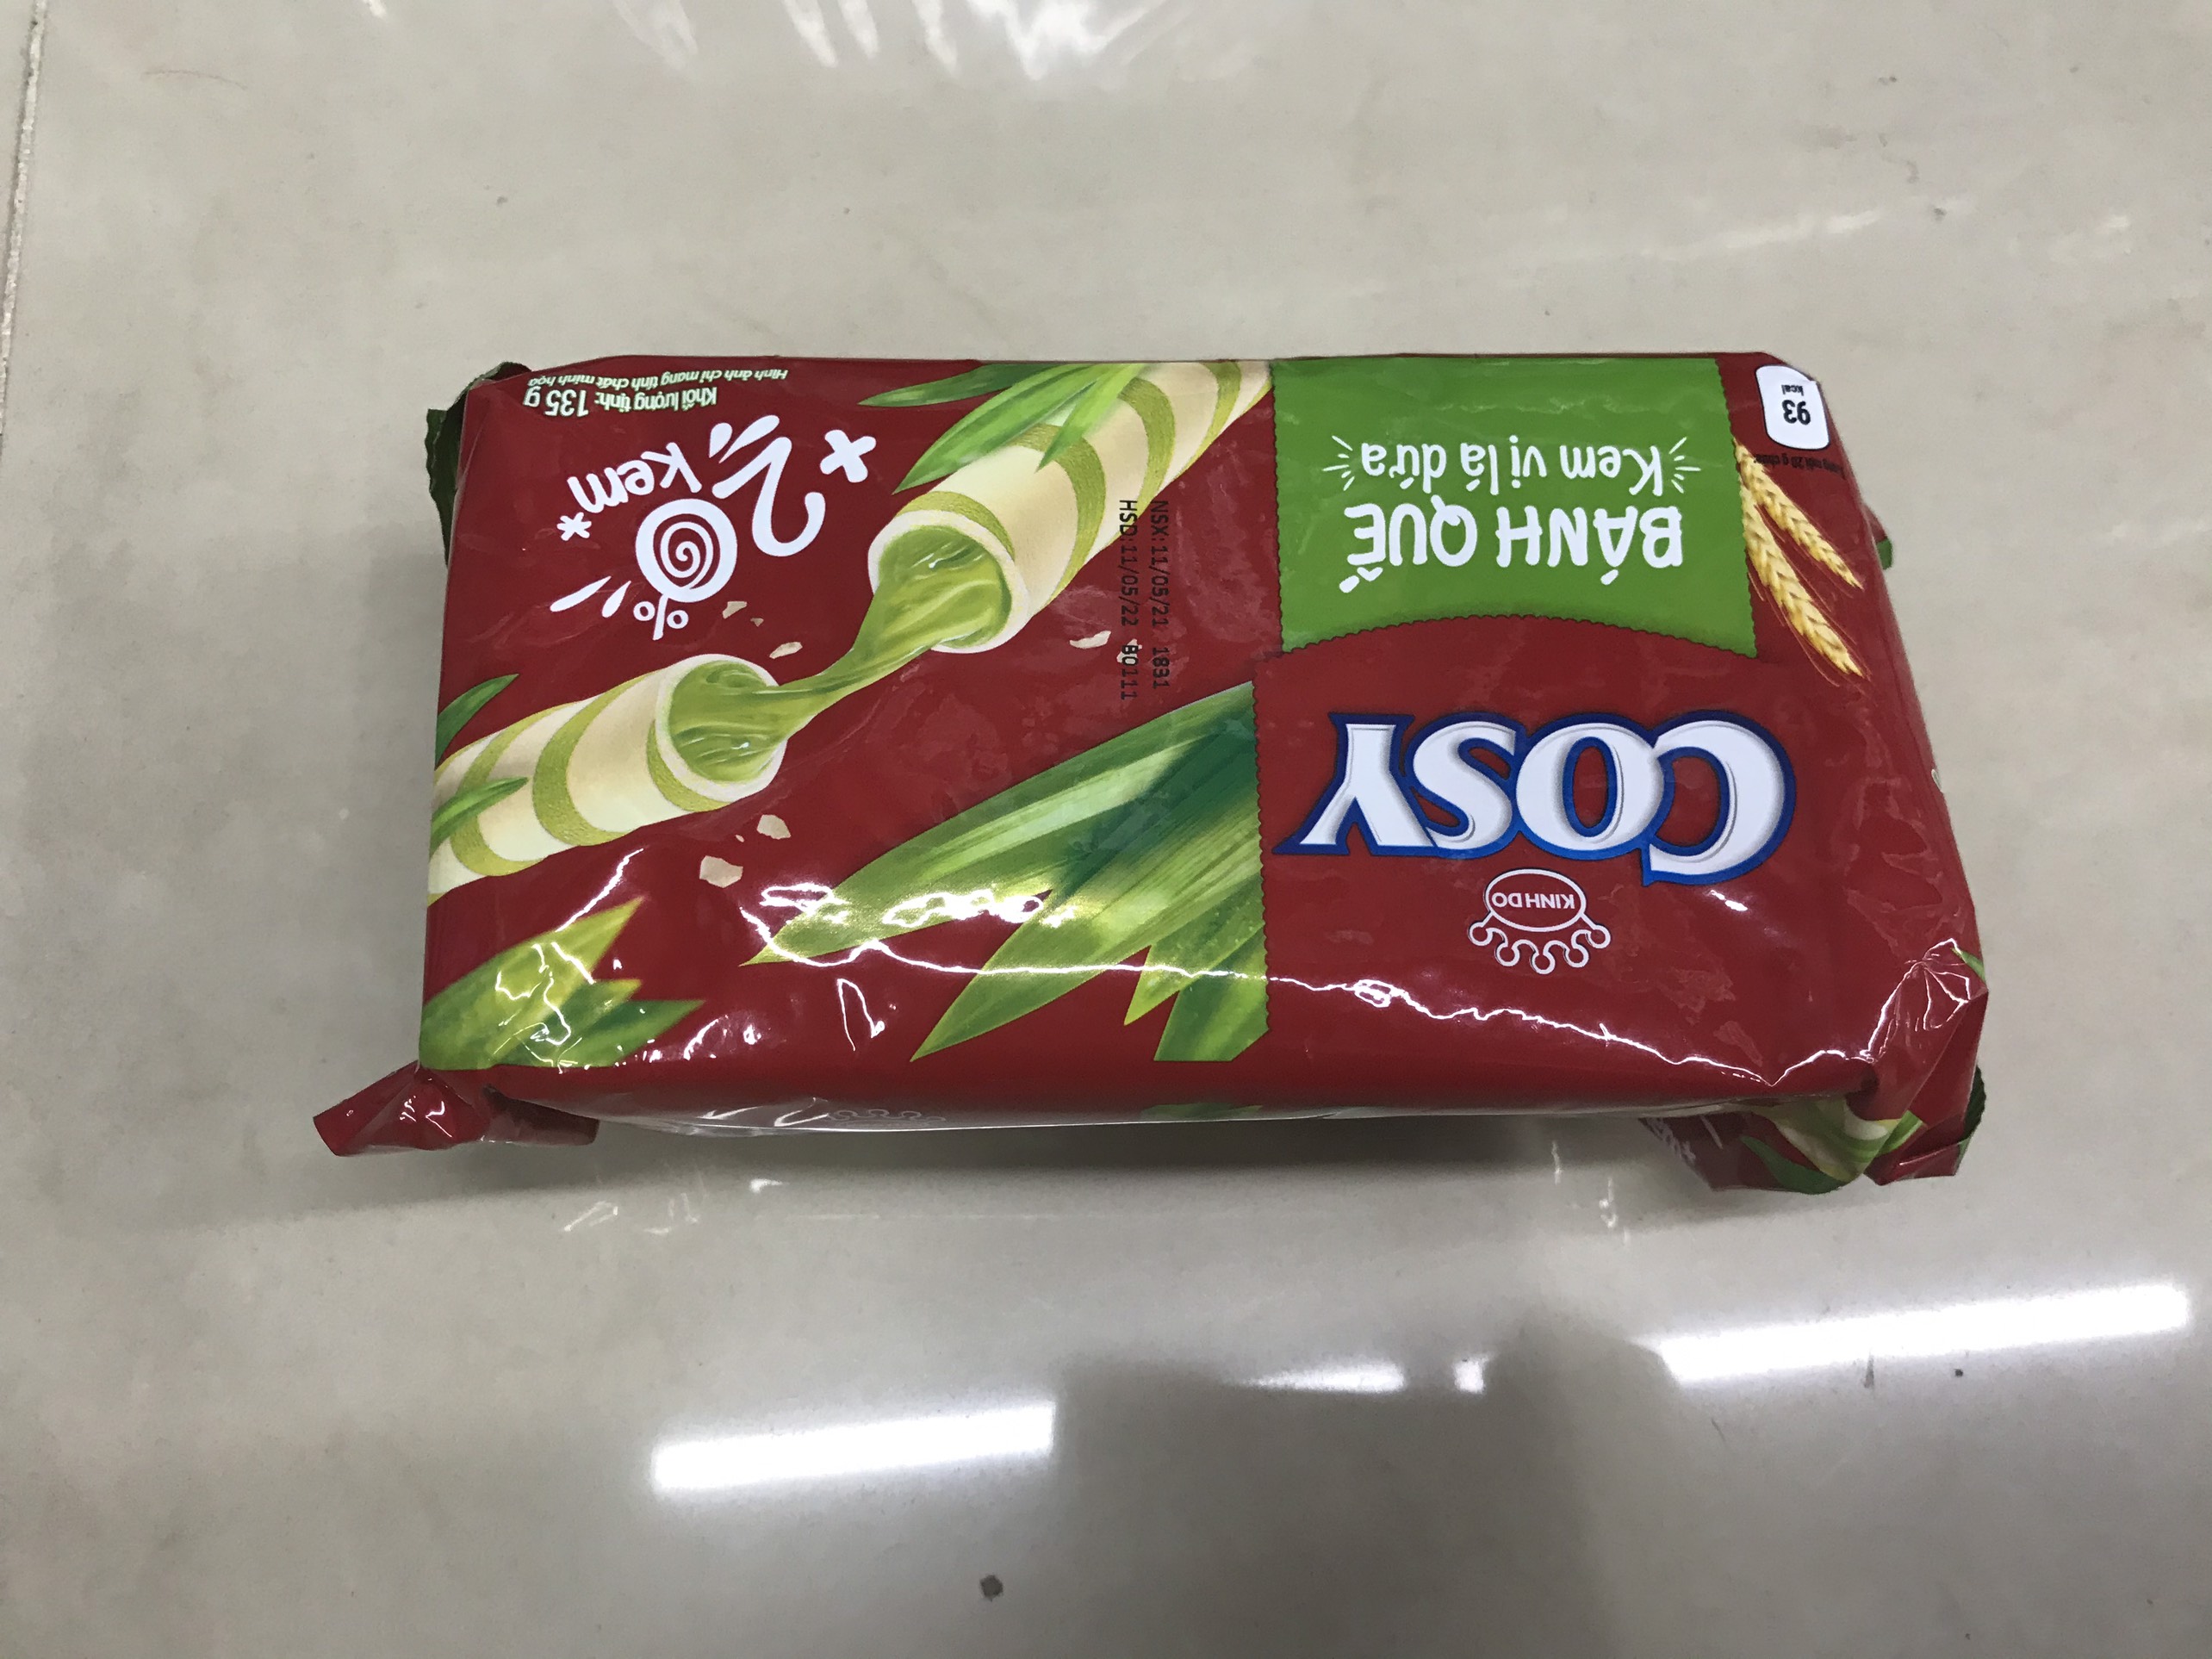 KINH DO
COSY
BÁNH QUẾ
Kem vị lá dứa
93
kcal
NSX:11/05/21 1831
HSD:11/05/22
+20%
Kem*
Khối lượng tịnh: 135 g
Hình ảnh chỉ mang tính chất minh họa